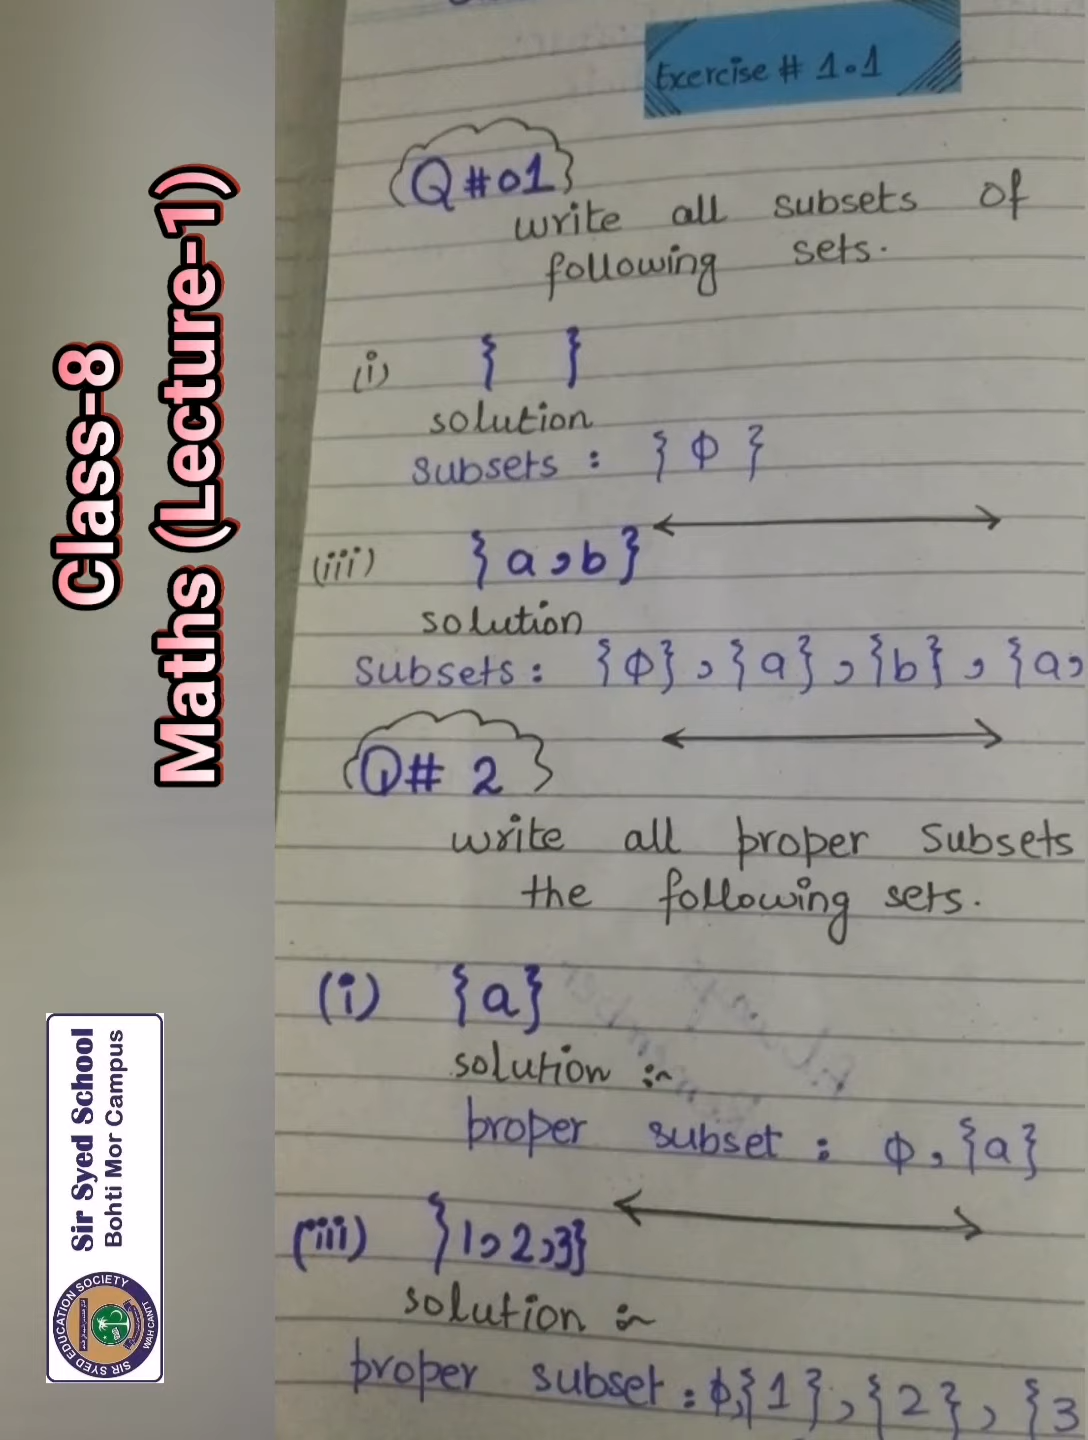 Exercise # 1.1
Q # 01
write all subsets of
following sets.
(i) { }
solution
subsets : { Φ }
(iii) { a, b }
solution
subsets : {Φ}, {a}, {b}, {a,
Q# 2
write all proper subsets
the following sets.
(i) {a}
solution :~
proper subset : Φ, {a}
(iii) {1, 2, 3}
solution :~
proper subset : Φ, {1}, {2}, {3
Class-8
Maths (Lecture-1)
Sir Syed School
Bohti Mor Campus
SIR SYED EDUCATION SOCIETY
WAH CANTT